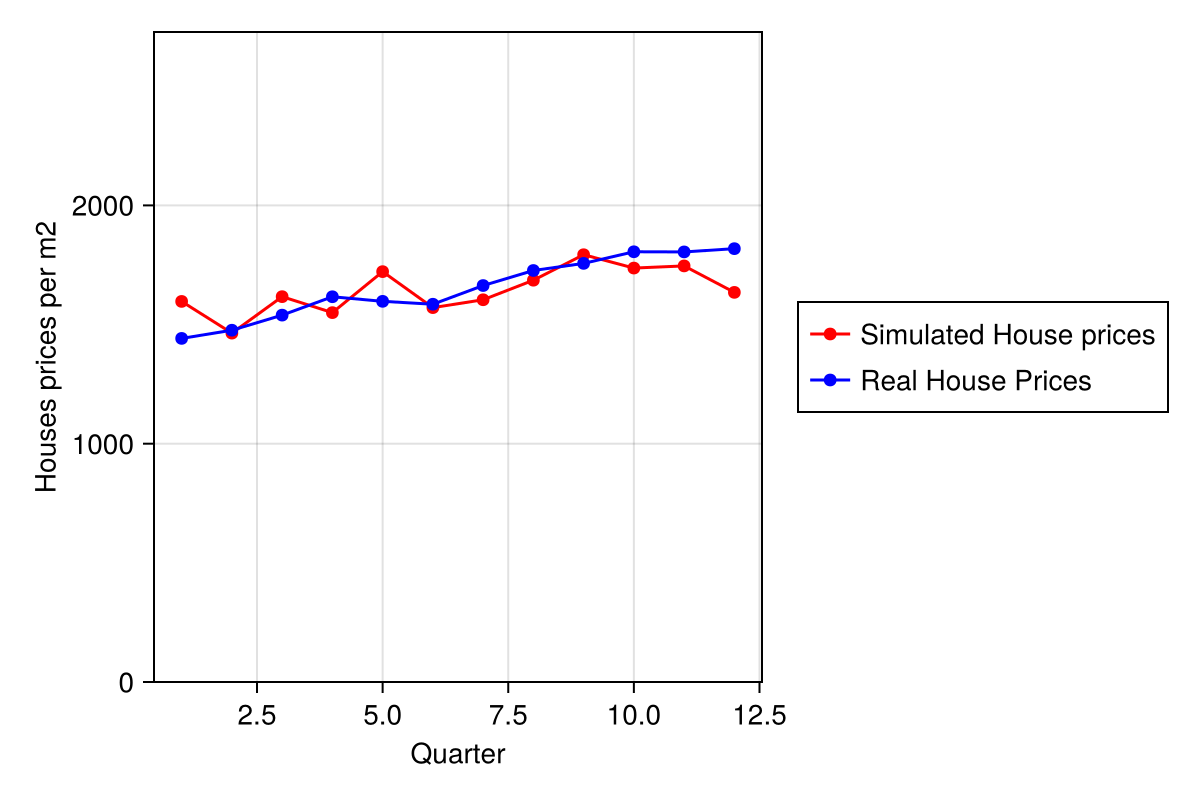 Houses prices per m2
2000
1000
0
2.5 5.0 7.5 10.0 12.5
Quarter
Simulated House prices
Real House Prices